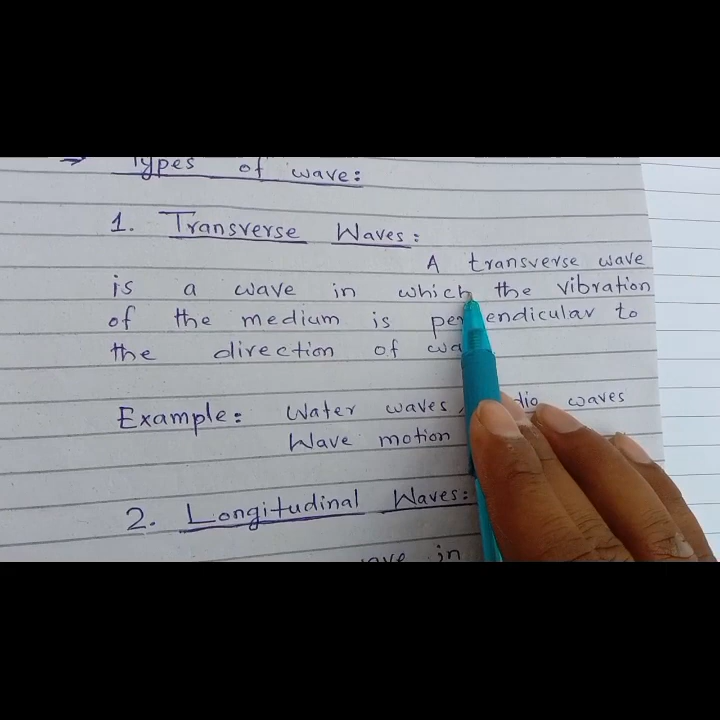 → Types of wave:
1. Transverse Waves:
A transverse wave
is a wave in which the vibration
of the medium is to
the direction of
Example: Water waves, waves
Wave motion
2. Longitudinal Waves:
in